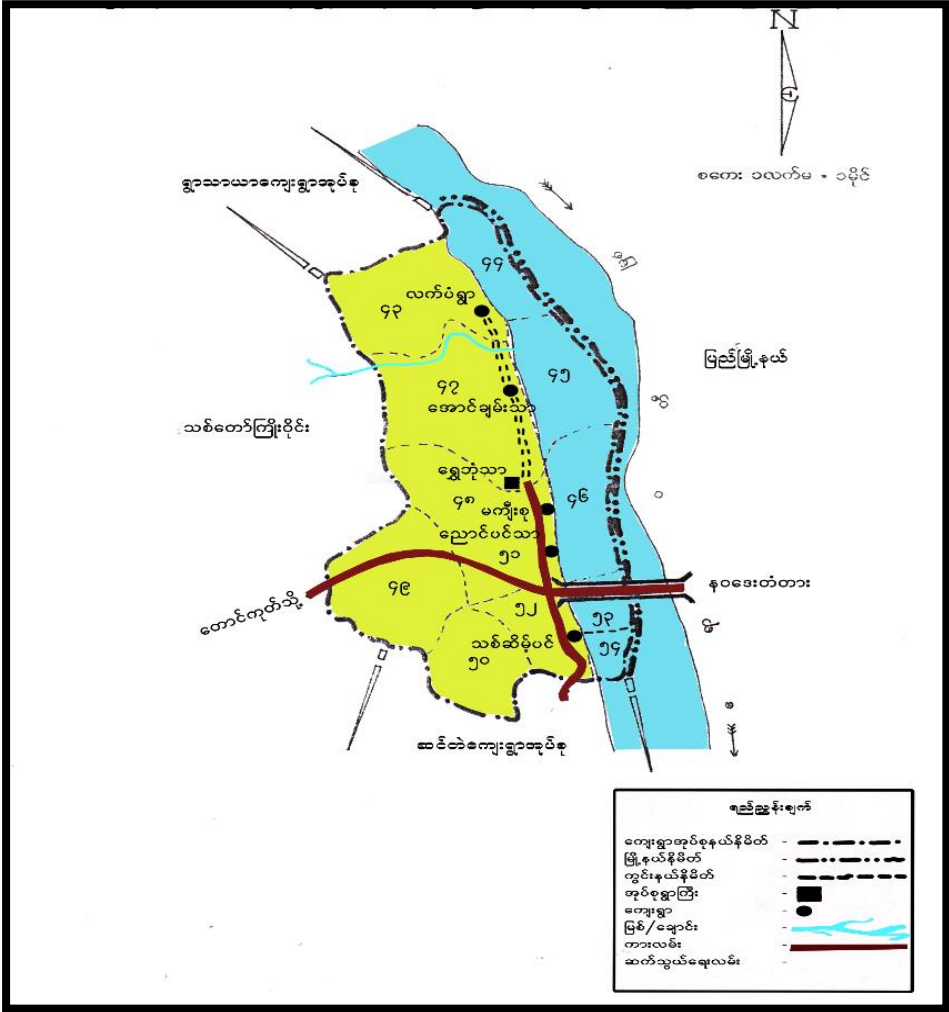 N
စကေး ၁လက်မ = ၁မိုင်
ရွာသာယာကျေးရွာအုပ်စု
၄၄
လက်ပံရွာ
၄၃
ပြည်မြို့နယ်
၄၅
၄၇
အောင်ချမ်းသာ
သစ်တော်ကြိုးဝိုင်း
ရွှေဘုံသာ
၄၈
၄၆
မကျီးစု
ညောင်ပင်သာ
၅၁
၄၉
နဝဒေးတံတား
တောင်ကုတ်သို့
၅၂
၅၃
သစ်ဆိမ့်ပင်
၅၄
၅၀
ဆင်တဲကျေးရွာအုပ်စု
ရည်ညွှန်းချက်
ကျေးရွာအုပ်စုနယ်နိမိတ် -
မြို့နယ်နိမိတ် -
ကွင်းနယ်နိမိတ် -
အုပ်စုရွာကြီး -
ကျေးရွာ -
မြစ်/ချောင်း -
ကားလမ်း -
ဆက်သွယ်ရေးလမ်း -